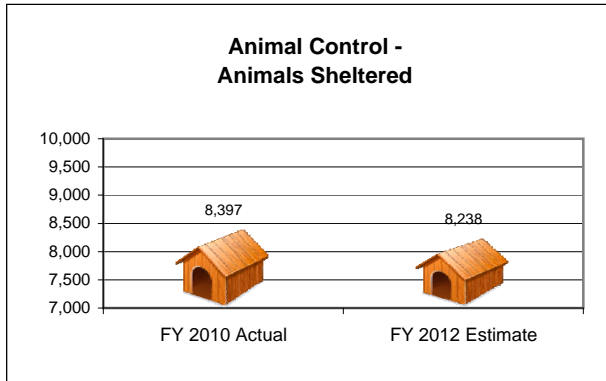 Animal Control -
Animals Sheltered
10,000
9,500
9,000
8,500
8,000
7,500
7,000
8,397
8,238
FY 2010 Actual
FY 2012 Estimate